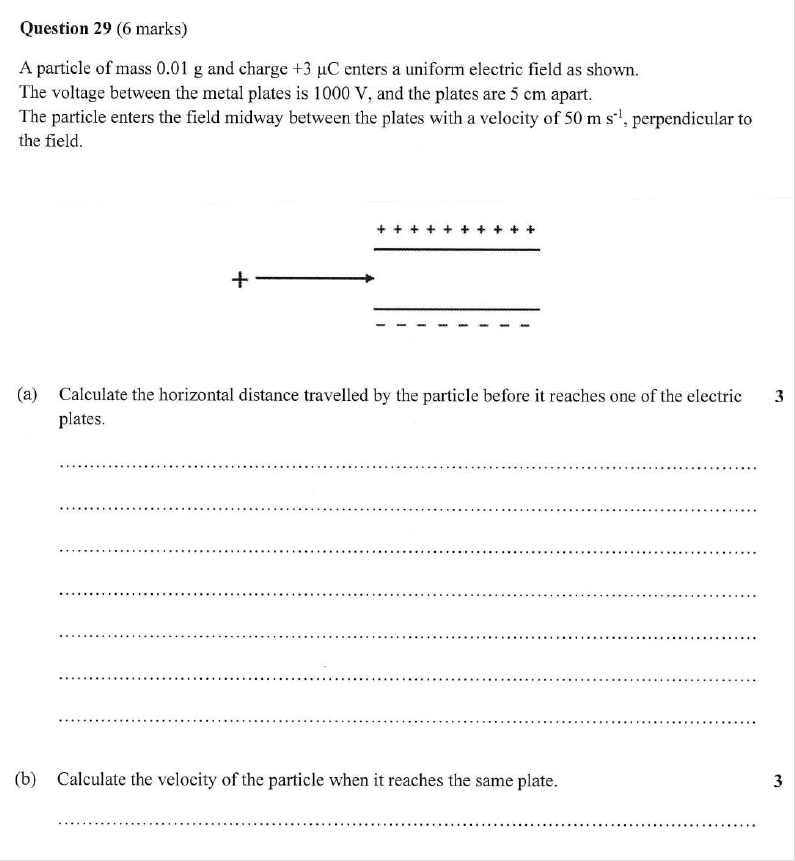 Question 29 (6 marks)
A particle of mass 0.01 g and charge +3 μC enters a uniform electric field as shown.
The voltage between the metal plates is 1000 V, and the plates are 5 cm apart.
The particle enters the field midway between the plates with a velocity of 50 m s⁻¹, perpendicular to
the field.
+ + + + + + + + + +
+
– – – – – – – –
(a) Calculate the horizontal distance travelled by the particle before it reaches one of the electric 3
plates.
(b) Calculate the velocity of the particle when it reaches the same plate. 3